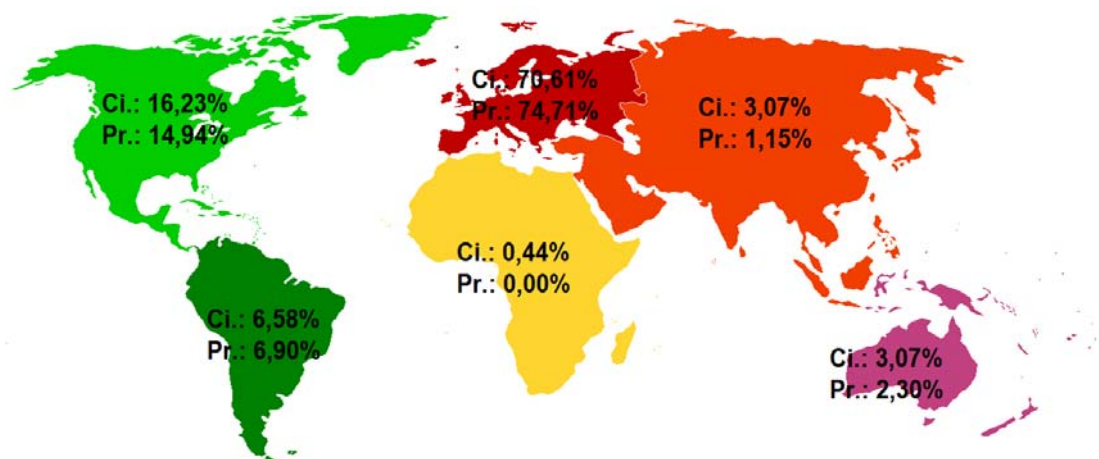 Ci.: 16,23%
Pr.: 14,94%
Ci.: 70,61%
Pr.: 74,71%
Ci.: 3,07%
Pr.: 1,15%
Ci.: 0,44%
Pr.: 0,00%
Ci.: 6,58%
Pr.: 6,90%
Ci.: 3,07%
Pr.: 2,30%